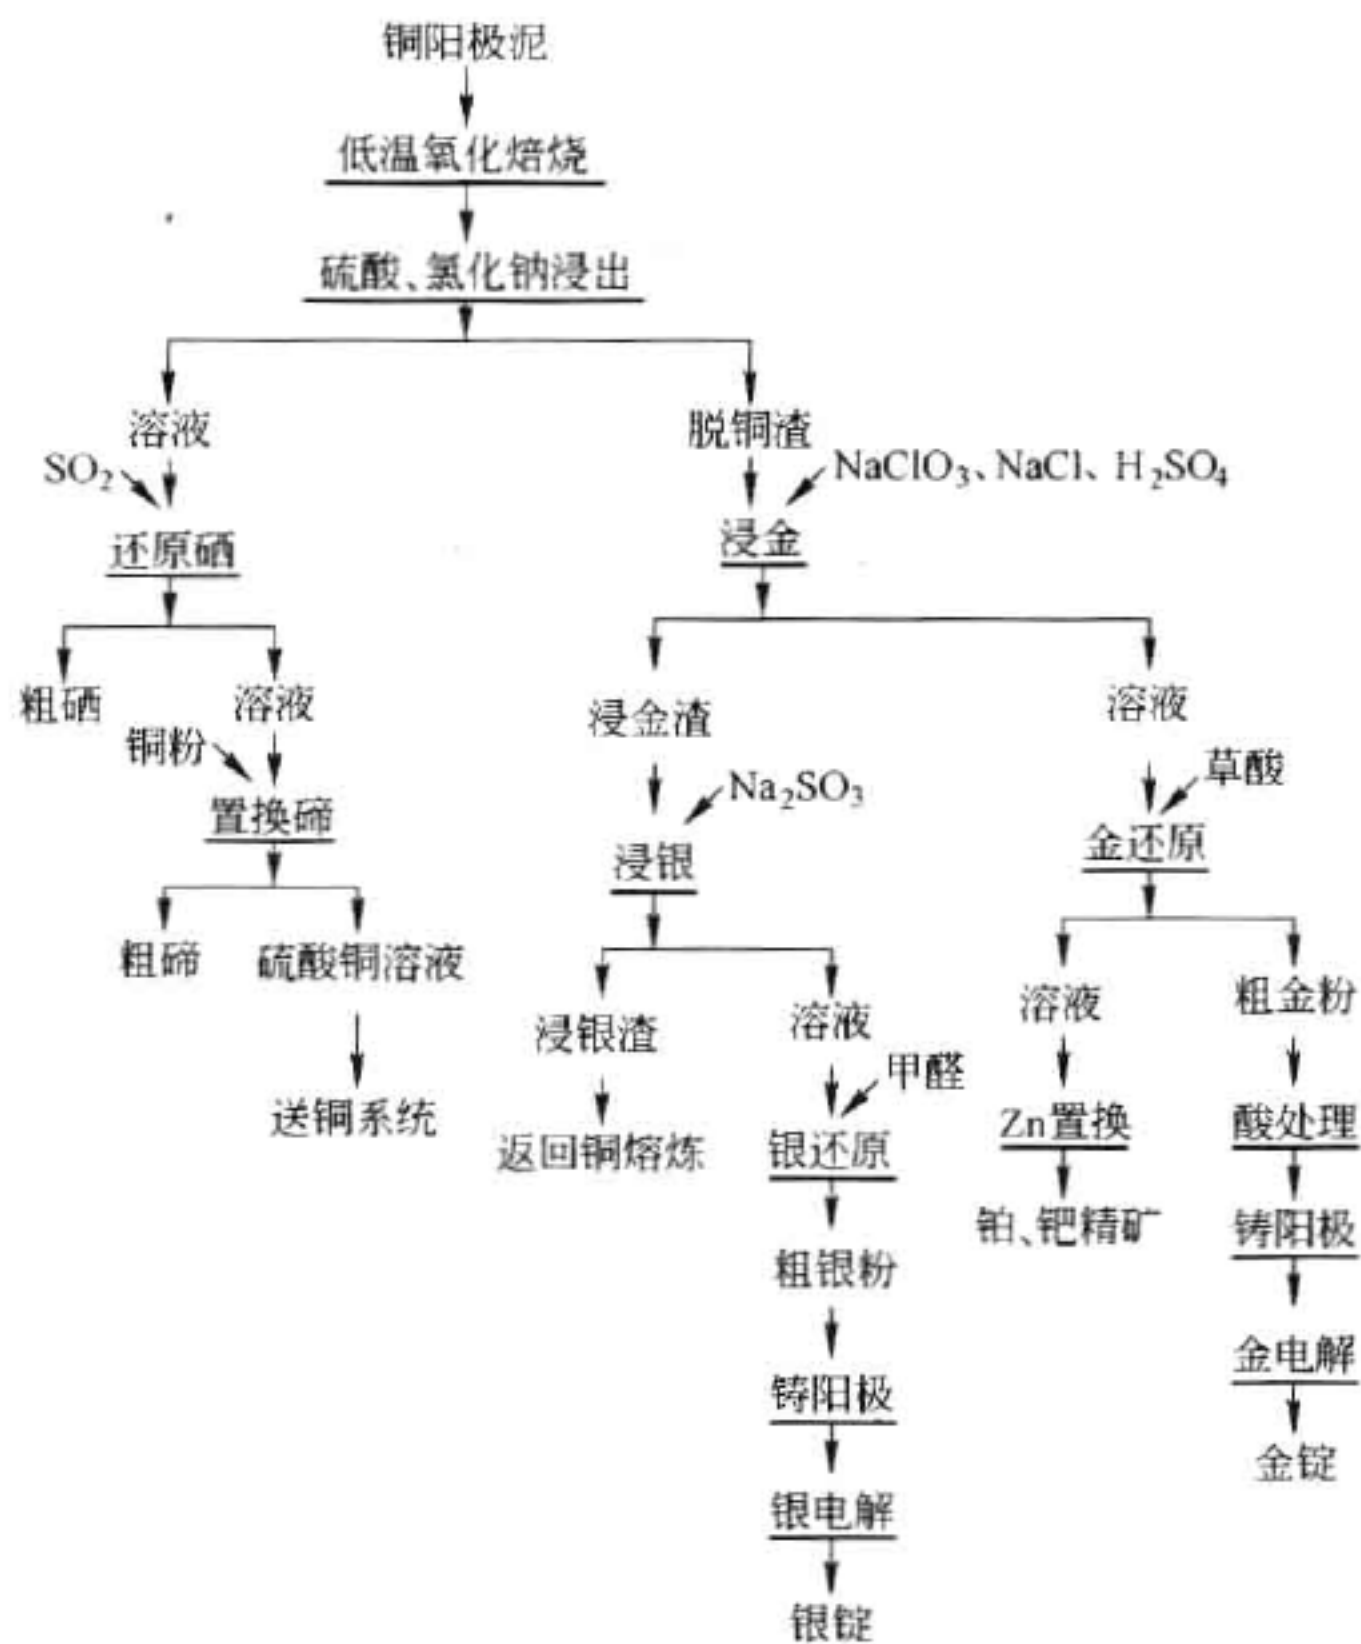 铜阳极泥
低温氧化焙烧
硫酸、氯化钠浸出
溶液
脱铜渣
SO₂
NaClO₃、NaCl、H₂SO₄
还原硒
浸金
粗硒
溶液
浸金渣
溶液
铜粉
Na₂SO₃
草酸
置换碲
浸银
金还原
粗碲
硫酸铜溶液
浸银渣
溶液
溶液
粗金粉
甲醛
送铜系统
返回铜熔炼
银还原
Zn置换
酸处理
粗银粉
铂、钯精矿
铸阳极
铸阳极
金电解
银电解
金锭
银锭